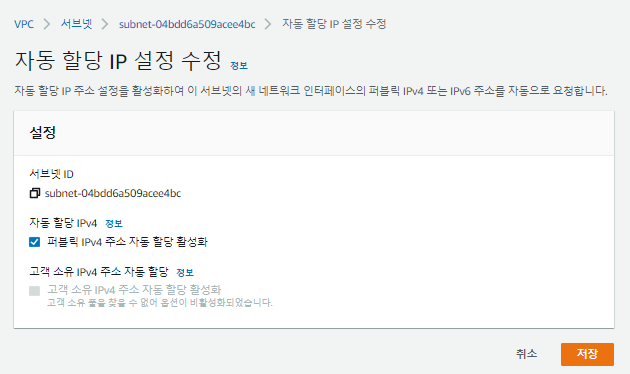 VPC > 서브넷 > subnet-04bdd6a509acee4bc > 자동 할당 IP 설정 수정
자동 할당 IP 설정 수정 정보
자동 할당 IP 주소 설정을 활성화하여 이 서브넷의 새 네트워크 인터페이스의 퍼블릭 IPv4 또는 IPv6 주소를 자동으로 요청합니다.
설정
서브넷 ID
subnet-04bdd6a509acee4bc
자동 할당 IPv4 정보
퍼블릭 IPv4 주소 자동 할당 활성화
고객 소유 IPv4 주소 자동 할당 정보
고객 소유 IPv4 주소 자동 할당 활성화
고객 소유 풀을 찾을 수 없어 옵션이 비활성화되었습니다.
취소 저장